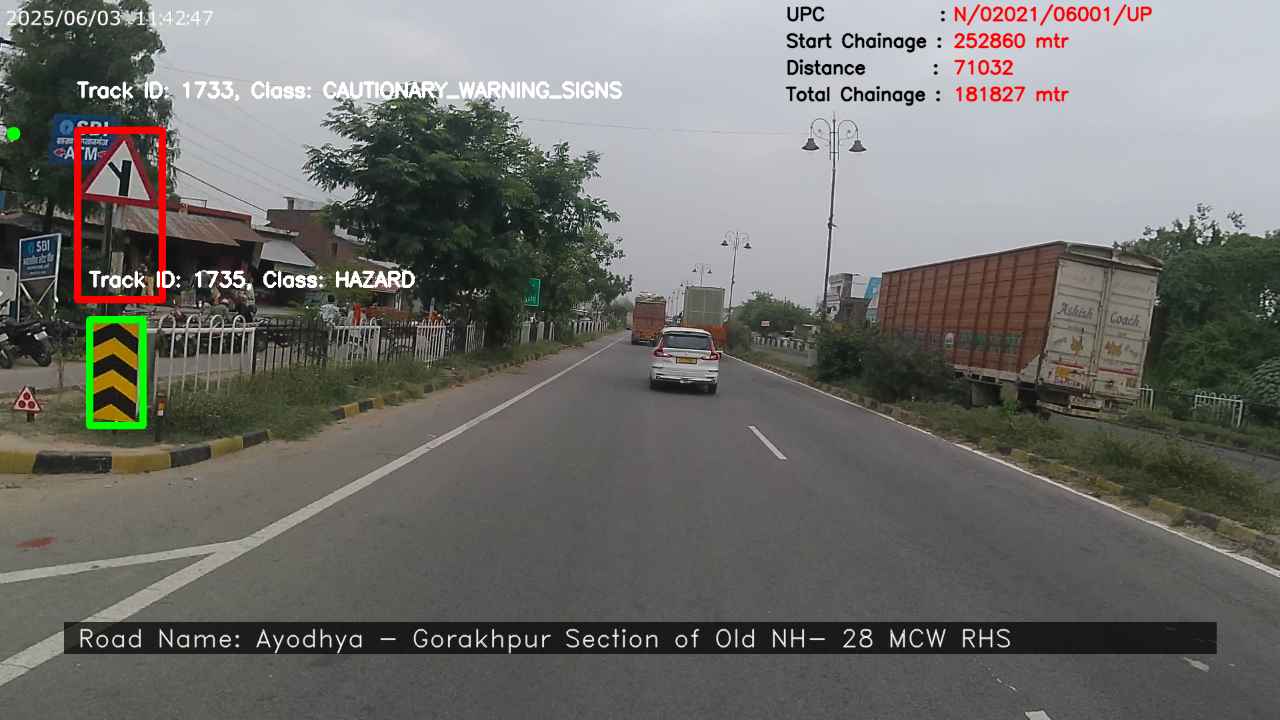 2025/06/03 11:42:47
UPC : N/02021/06001/UP
Start Chainage : 252860 mtr
Distance : 71032
Total Chainage : 181827 mtr
Track ID: 1733, Class: CAUTIONARY_WARNING_SIGNS
SBI
ATM
SBI
Track ID: 1735, Class: HAZARD
Ashish Coach
Road Name: Ayodhya - Gorakhpur Section of Old NH- 28 MCW RHS